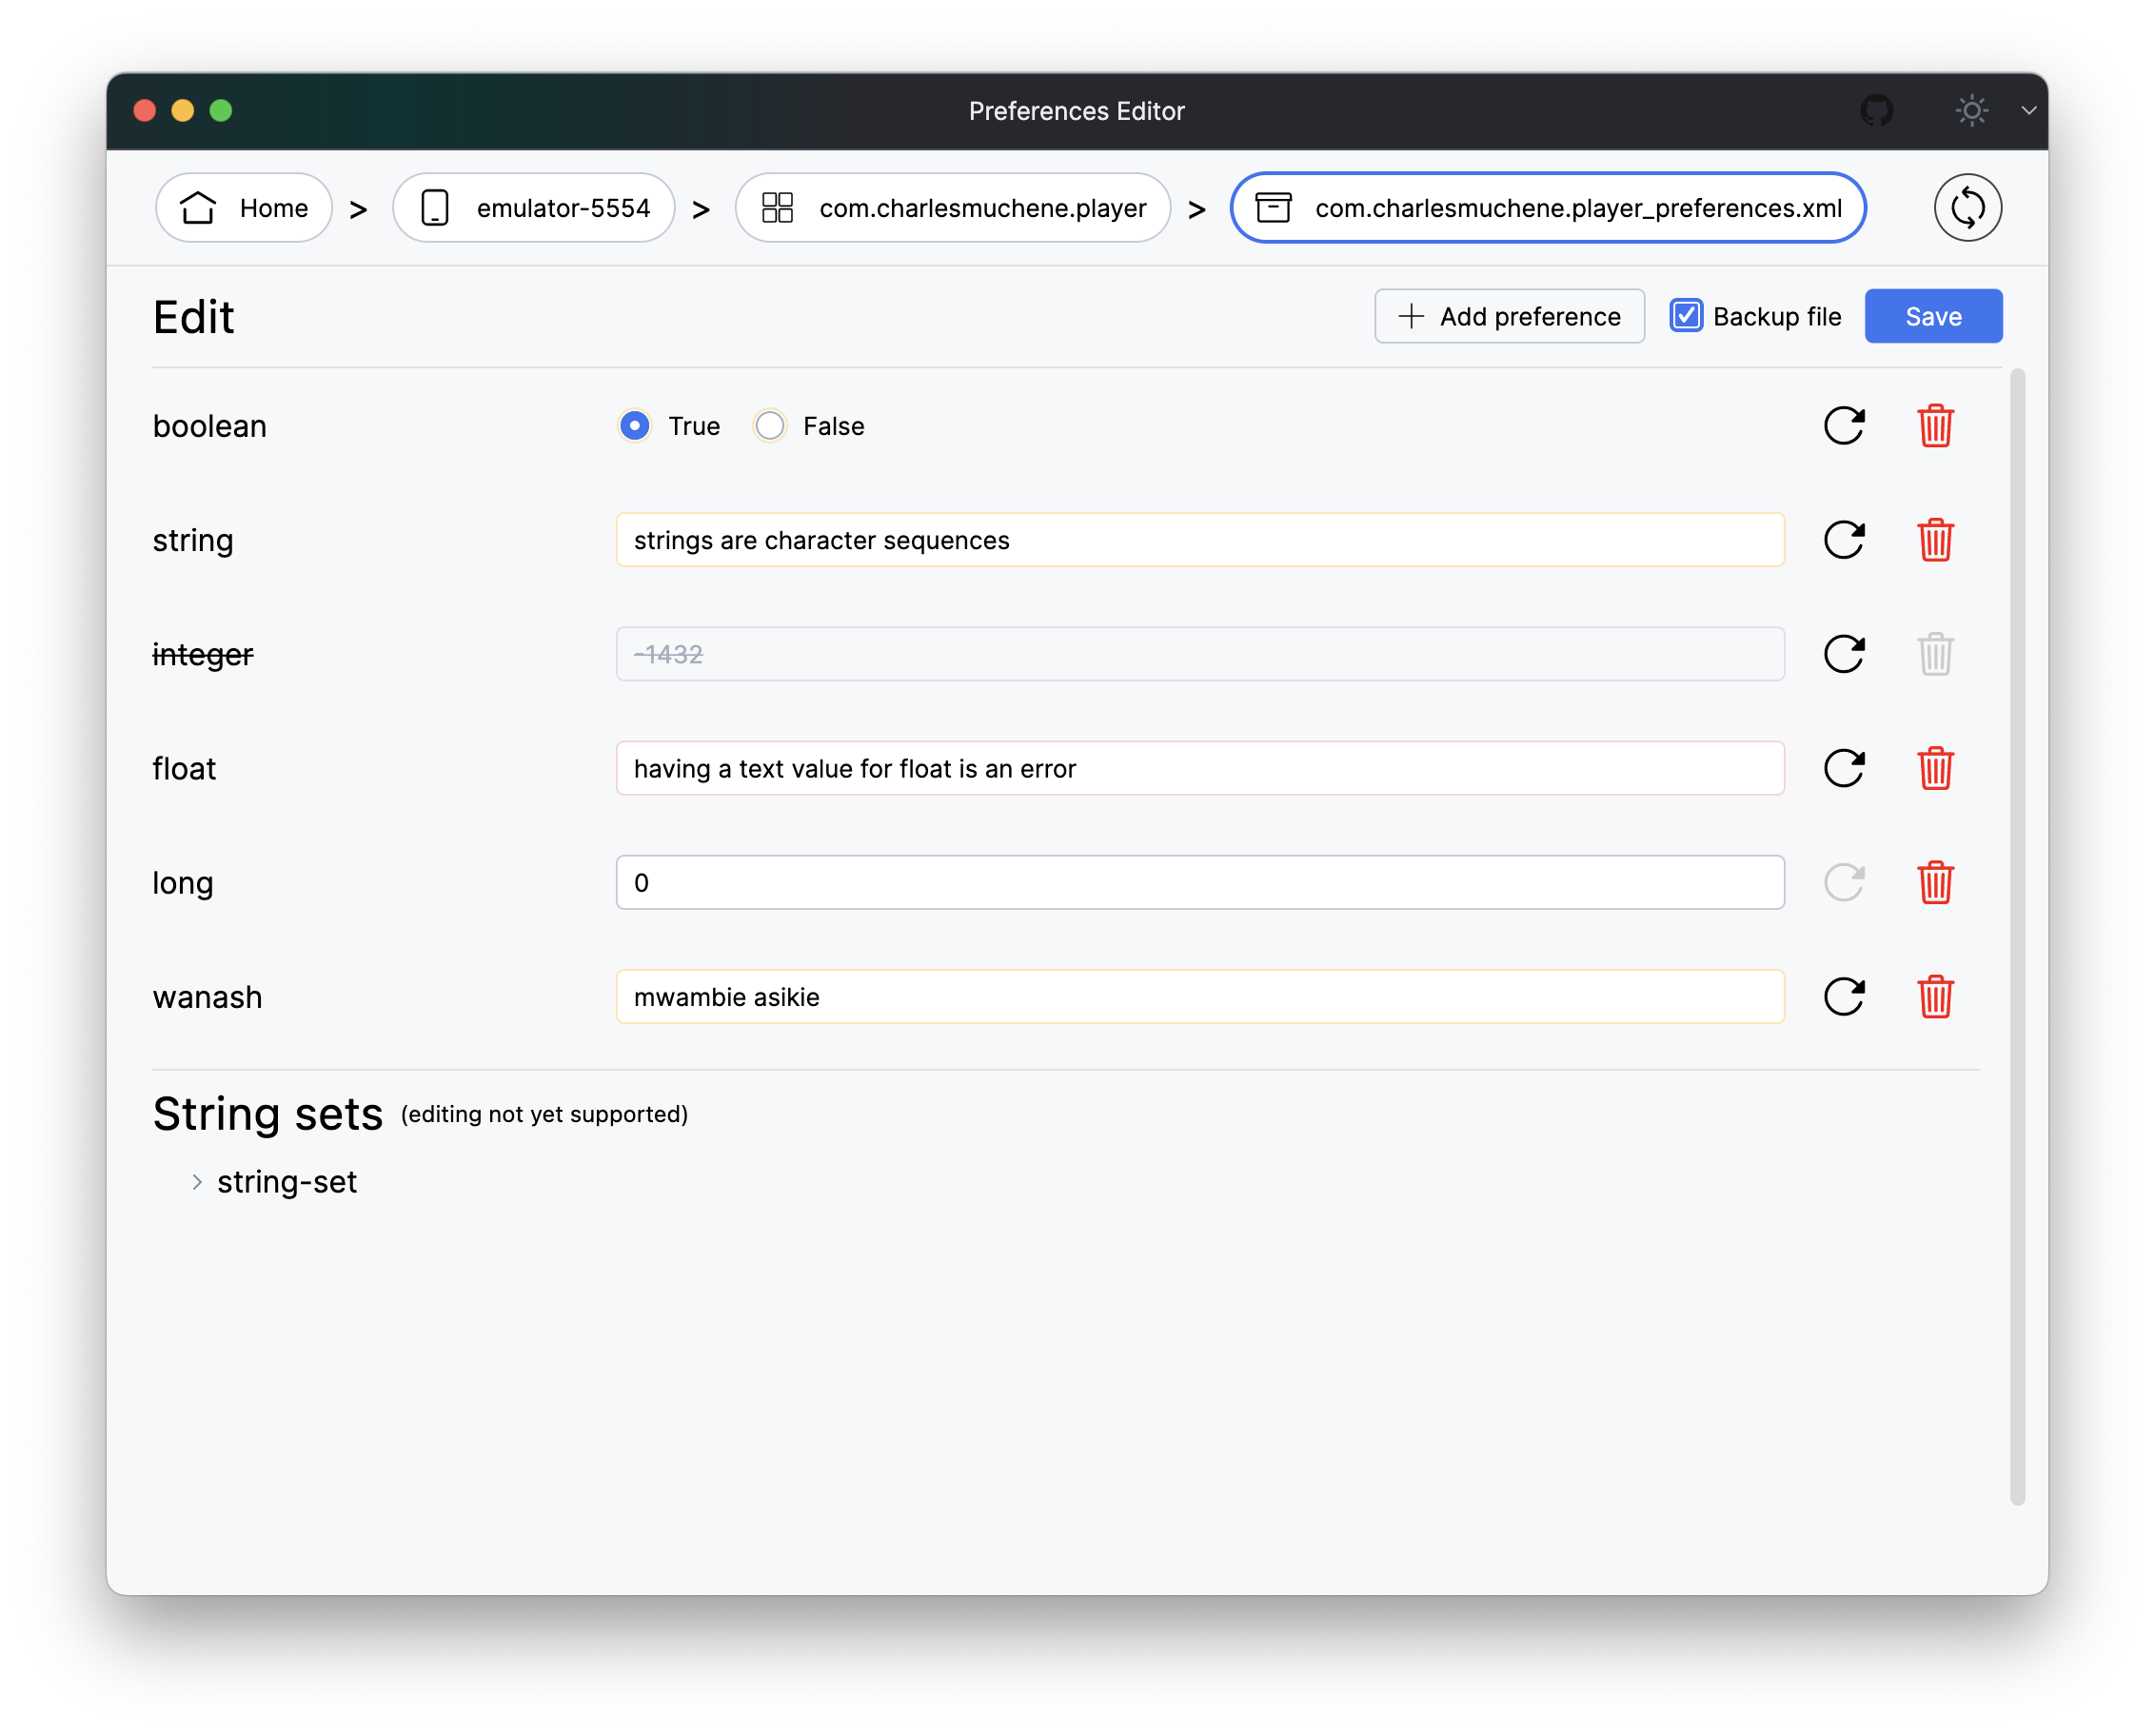 Preferences Editor
Home > emulator-5554 > com.charlesmuchene.player > com.charlesmuchene.player_preferences.xml
Edit + Add preference Backup file Save
boolean True False
string strings are character sequences
integer -1432
float having a text value for float is an error
long 0
wanash mwambie asikie
String sets (editing not yet supported)
> string-set